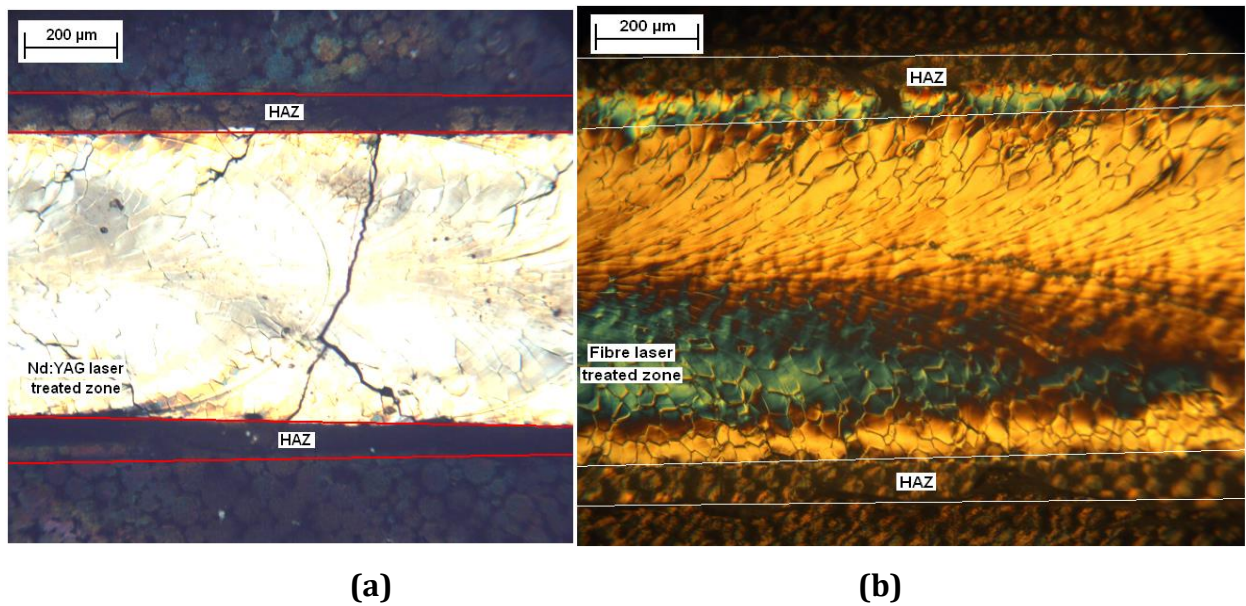 200 µm
HAZ
Nd:YAG laser
treated zone
HAZ
200 µm
HAZ
Fibre laser
treated zone
HAZ
(a)
(b)